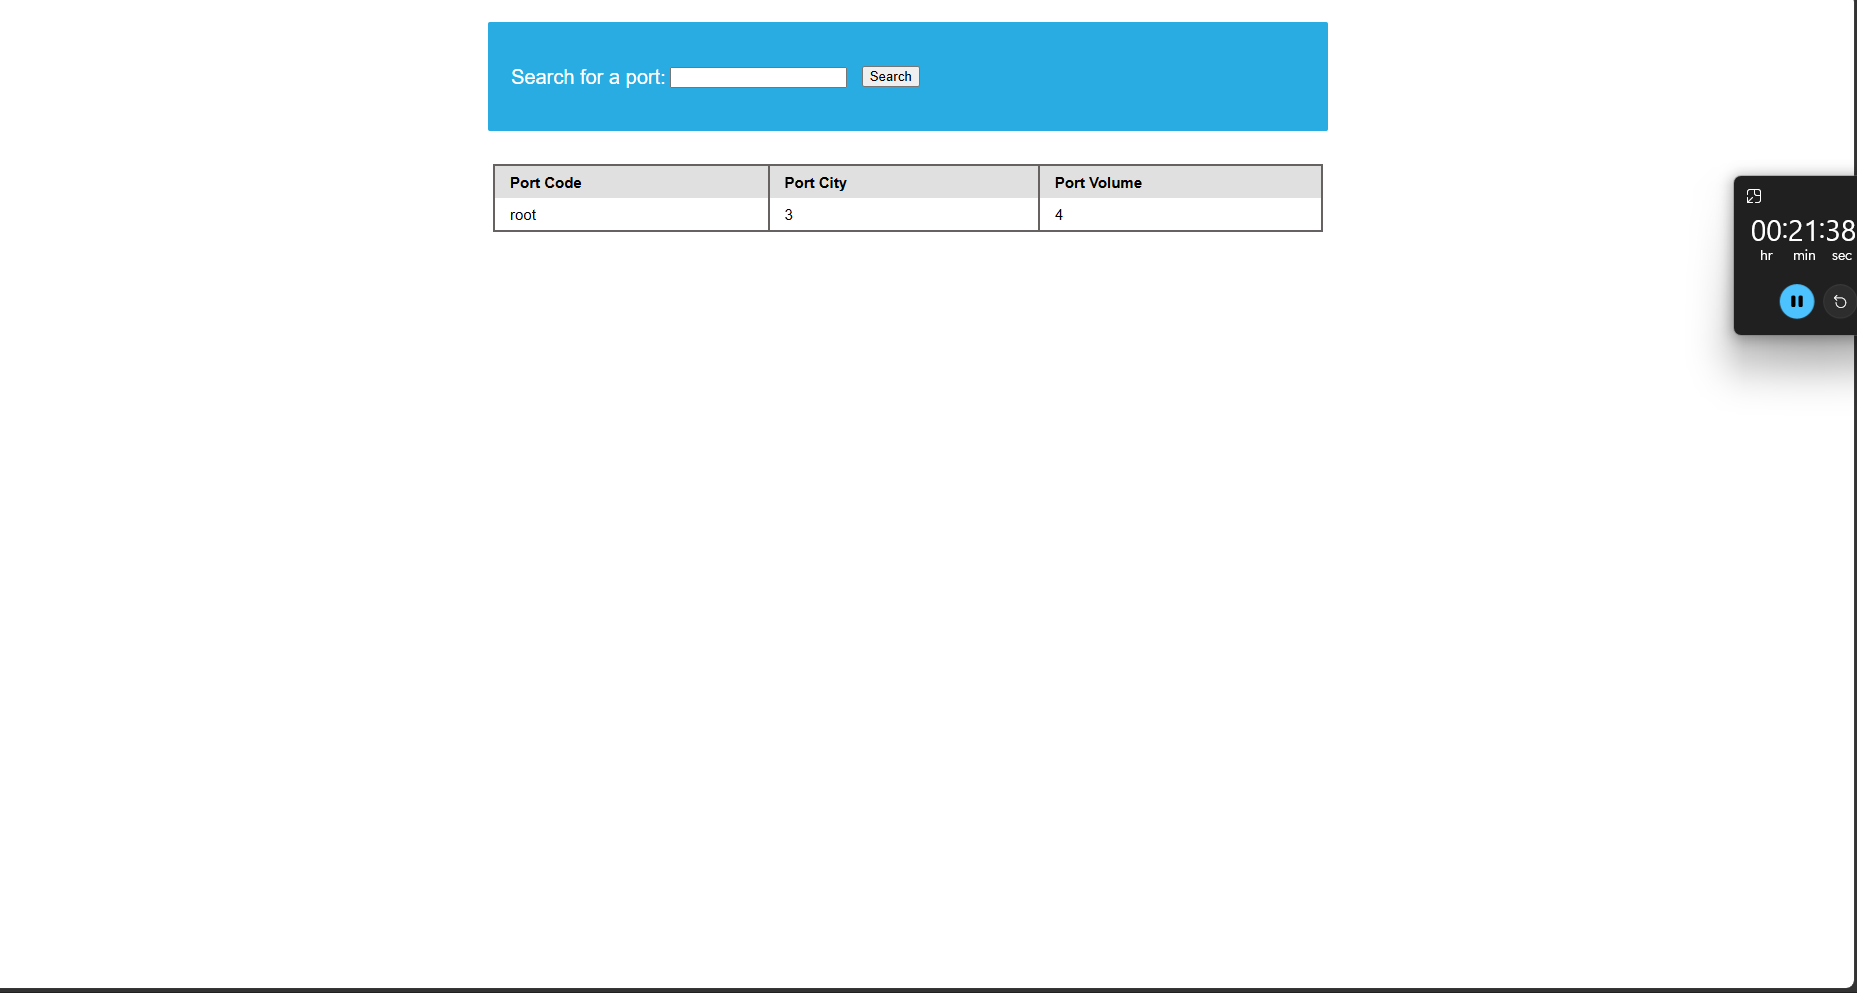 Search for a port: Search
Port Code Port City Port Volume
root 3 4
00:21:38
hr min sec